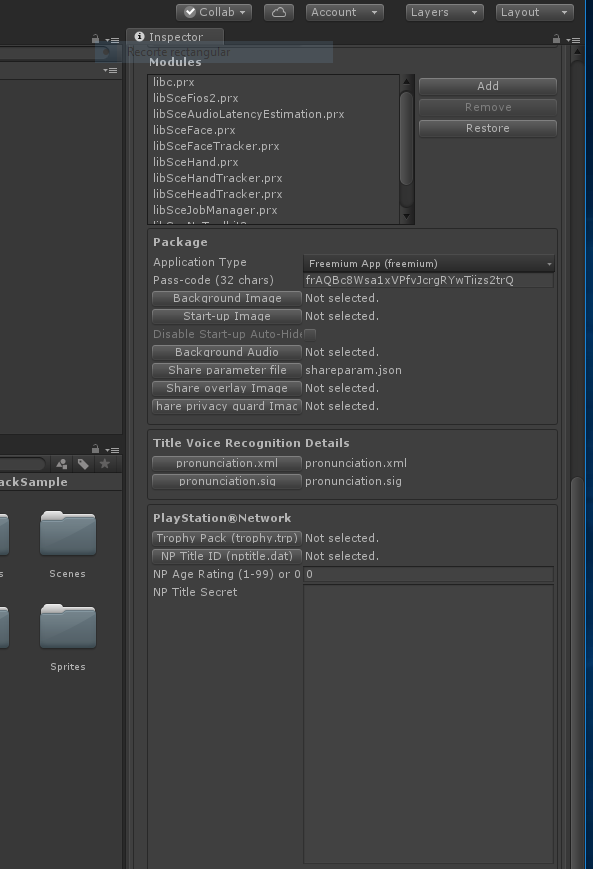 Collab
Account
Layers
Layout
Inspector
Recorte rectangular
Modules
libc.prx
libSceFios2.prx
libSceAudioLatencyEstimation.prx
libSceFace.prx
libSceFaceTracker.prx
libSceHand.prx
libSceHandTracker.prx
libSceHeadTracker.prx
libSceJobManager.prx
Add
Remove
Restore
Package
Application Type
Freemium App (freemium)
Pass-code (32 chars)
frAQBc8Wsa1xVPfvJcrgRYwTiizs2trQ
Background Image Not selected.
Start-up Image Not selected.
Disable Start-up Auto-Hide
Background Audio Not selected.
Share parameter file shareparam.json
Share overlay Image Not selected.
hare privacy guard Imag Not selected.
Title Voice Recognition Details
pronunciation.xml pronunciation.xml
pronunciation.sig pronunciation.sig
PlayStation®Network
Trophy Pack (trophy.trp) Not selected.
NP Title ID (nptitle.dat) Not selected.
NP Age Rating (1-99) or 0 0
NP Title Secret
ackSample
s
Scenes
Sprites